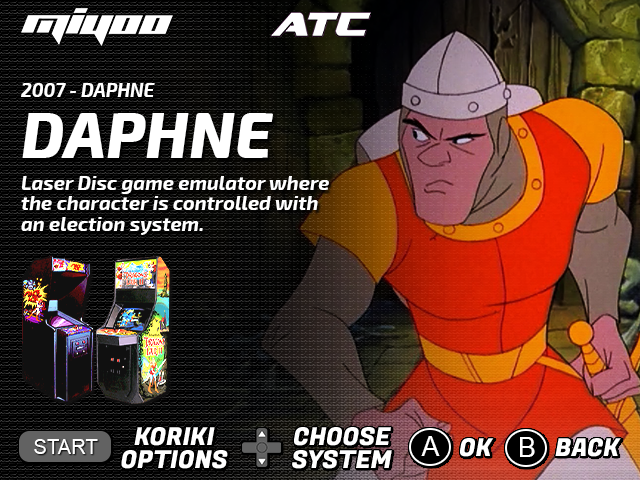 miyoo
ATC
2007 - DAPHNE
DAPHNE
Laser Disc game emulator where
the character is controlled with
an election system.
START
KORIKI
OPTIONS
CHOOSE
SYSTEM
A
OK
B
BACK